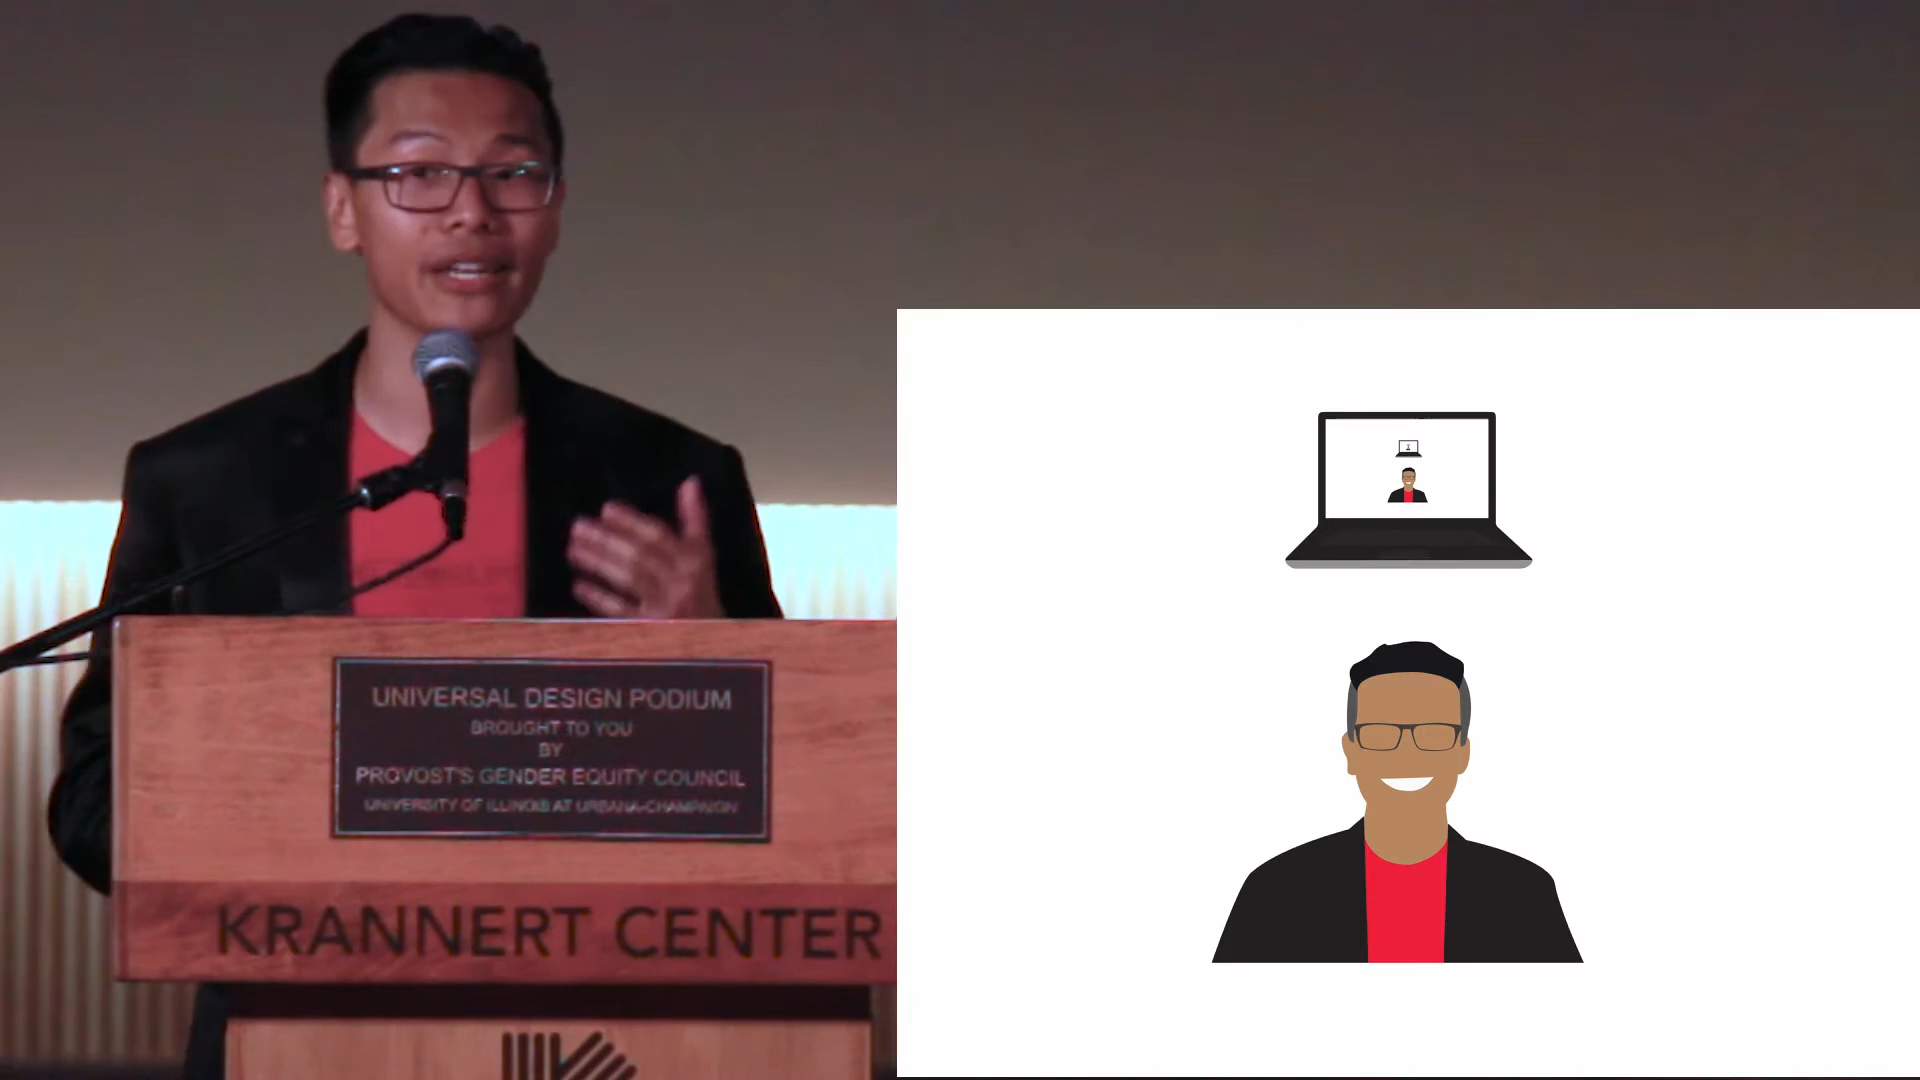 UNIVERSAL DESIGN PODIUM
BROUGHT TO YOU
BY
PROVOST'S GENDER EQUITY COUNCIL
UNIVERSITY OF ILLINOIS AT URBANA-CHAMPAIGN
KRANNERT CENTER